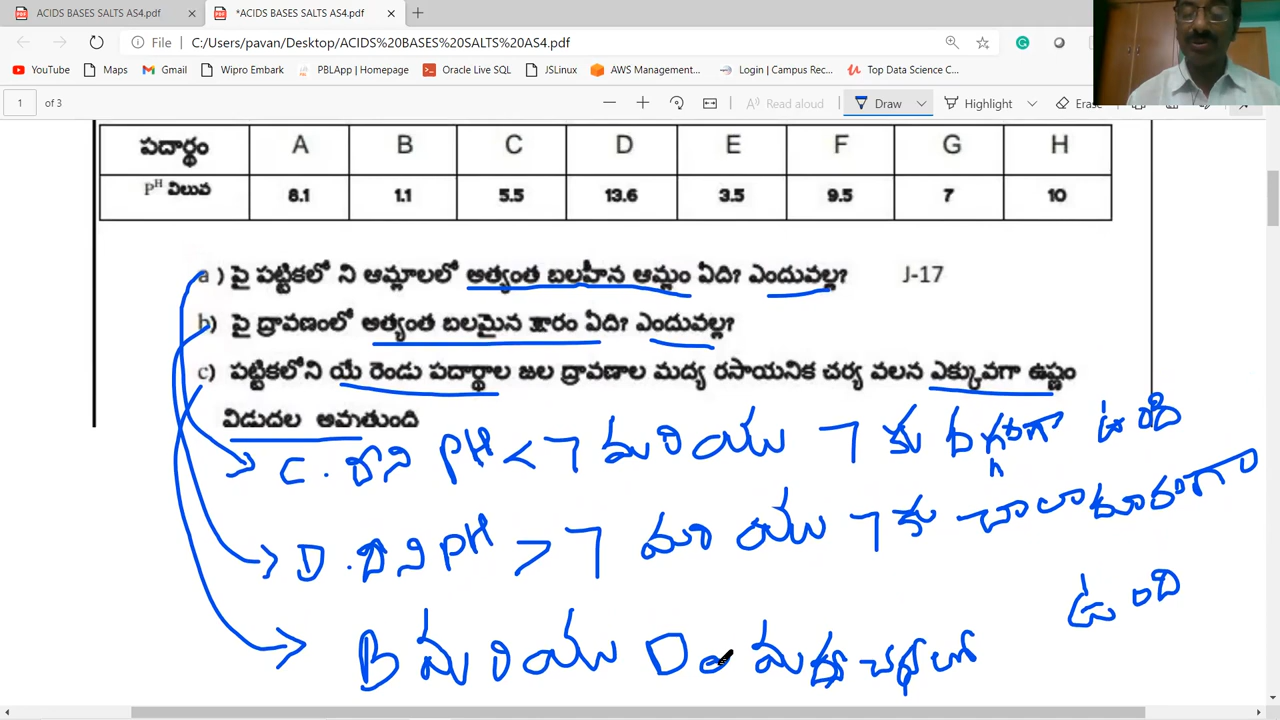 ACIDS BASES SALTS AS4.pdf *ACIDS BASES SALTS AS4.pdf
File C:/Users/pavan/Desktop/ACIDS%20BASES%20SALTS%20AS4.pdf
YouTube Maps Gmail Wipro Embark PBLApp | Homepage Oracle Live SQL JSLinux AWS Management... Login | Campus Rec... Top Data Science C...
1 of 3 Read aloud Draw Highlight Erase
పదార్థం A B C D E F G H
PH విలువ 8.1 1.1 5.5 13.6 3.5 9.5 7 10
a ) పై పట్టికలో ని ఆమ్లాలలో అత్యంత బలహీన ఆమ్లం ఏది? ఎందువల్ల? J-17
b) పై ద్రావణంలో అత్యంత బలమైన క్షారం ఏది? ఎందువల్ల?
c) పట్టికలోని యే రెండు పదార్థాల జల ద్రావణాల మధ్య రసాయనిక చర్య వలన ఎక్కువగా ఉష్ణం
విడుదల అవుతుంది
C. దీని PH < 7 మరియు 7 కు దగ్గరగా ఉంది
D. దీని PH > 7 మరియు 7 కు చాలా దూరంగా
ఉంది
B మరియు D ల మధ్య చర్యలో